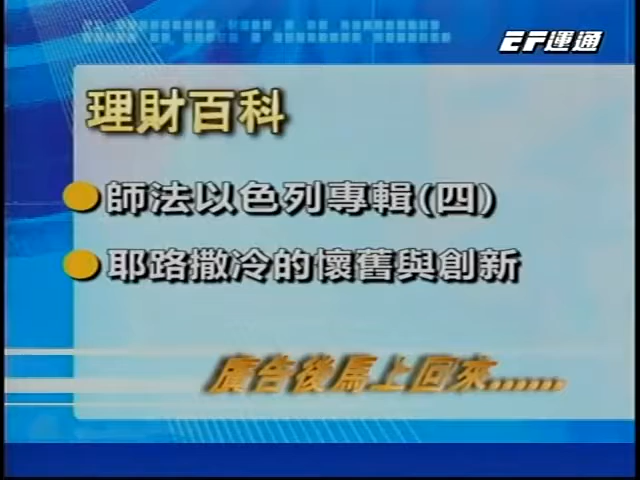 EF運通
理財百科
師法以色列專輯(四)
耶路撒冷的懷舊與創新
廣告後馬上回來......